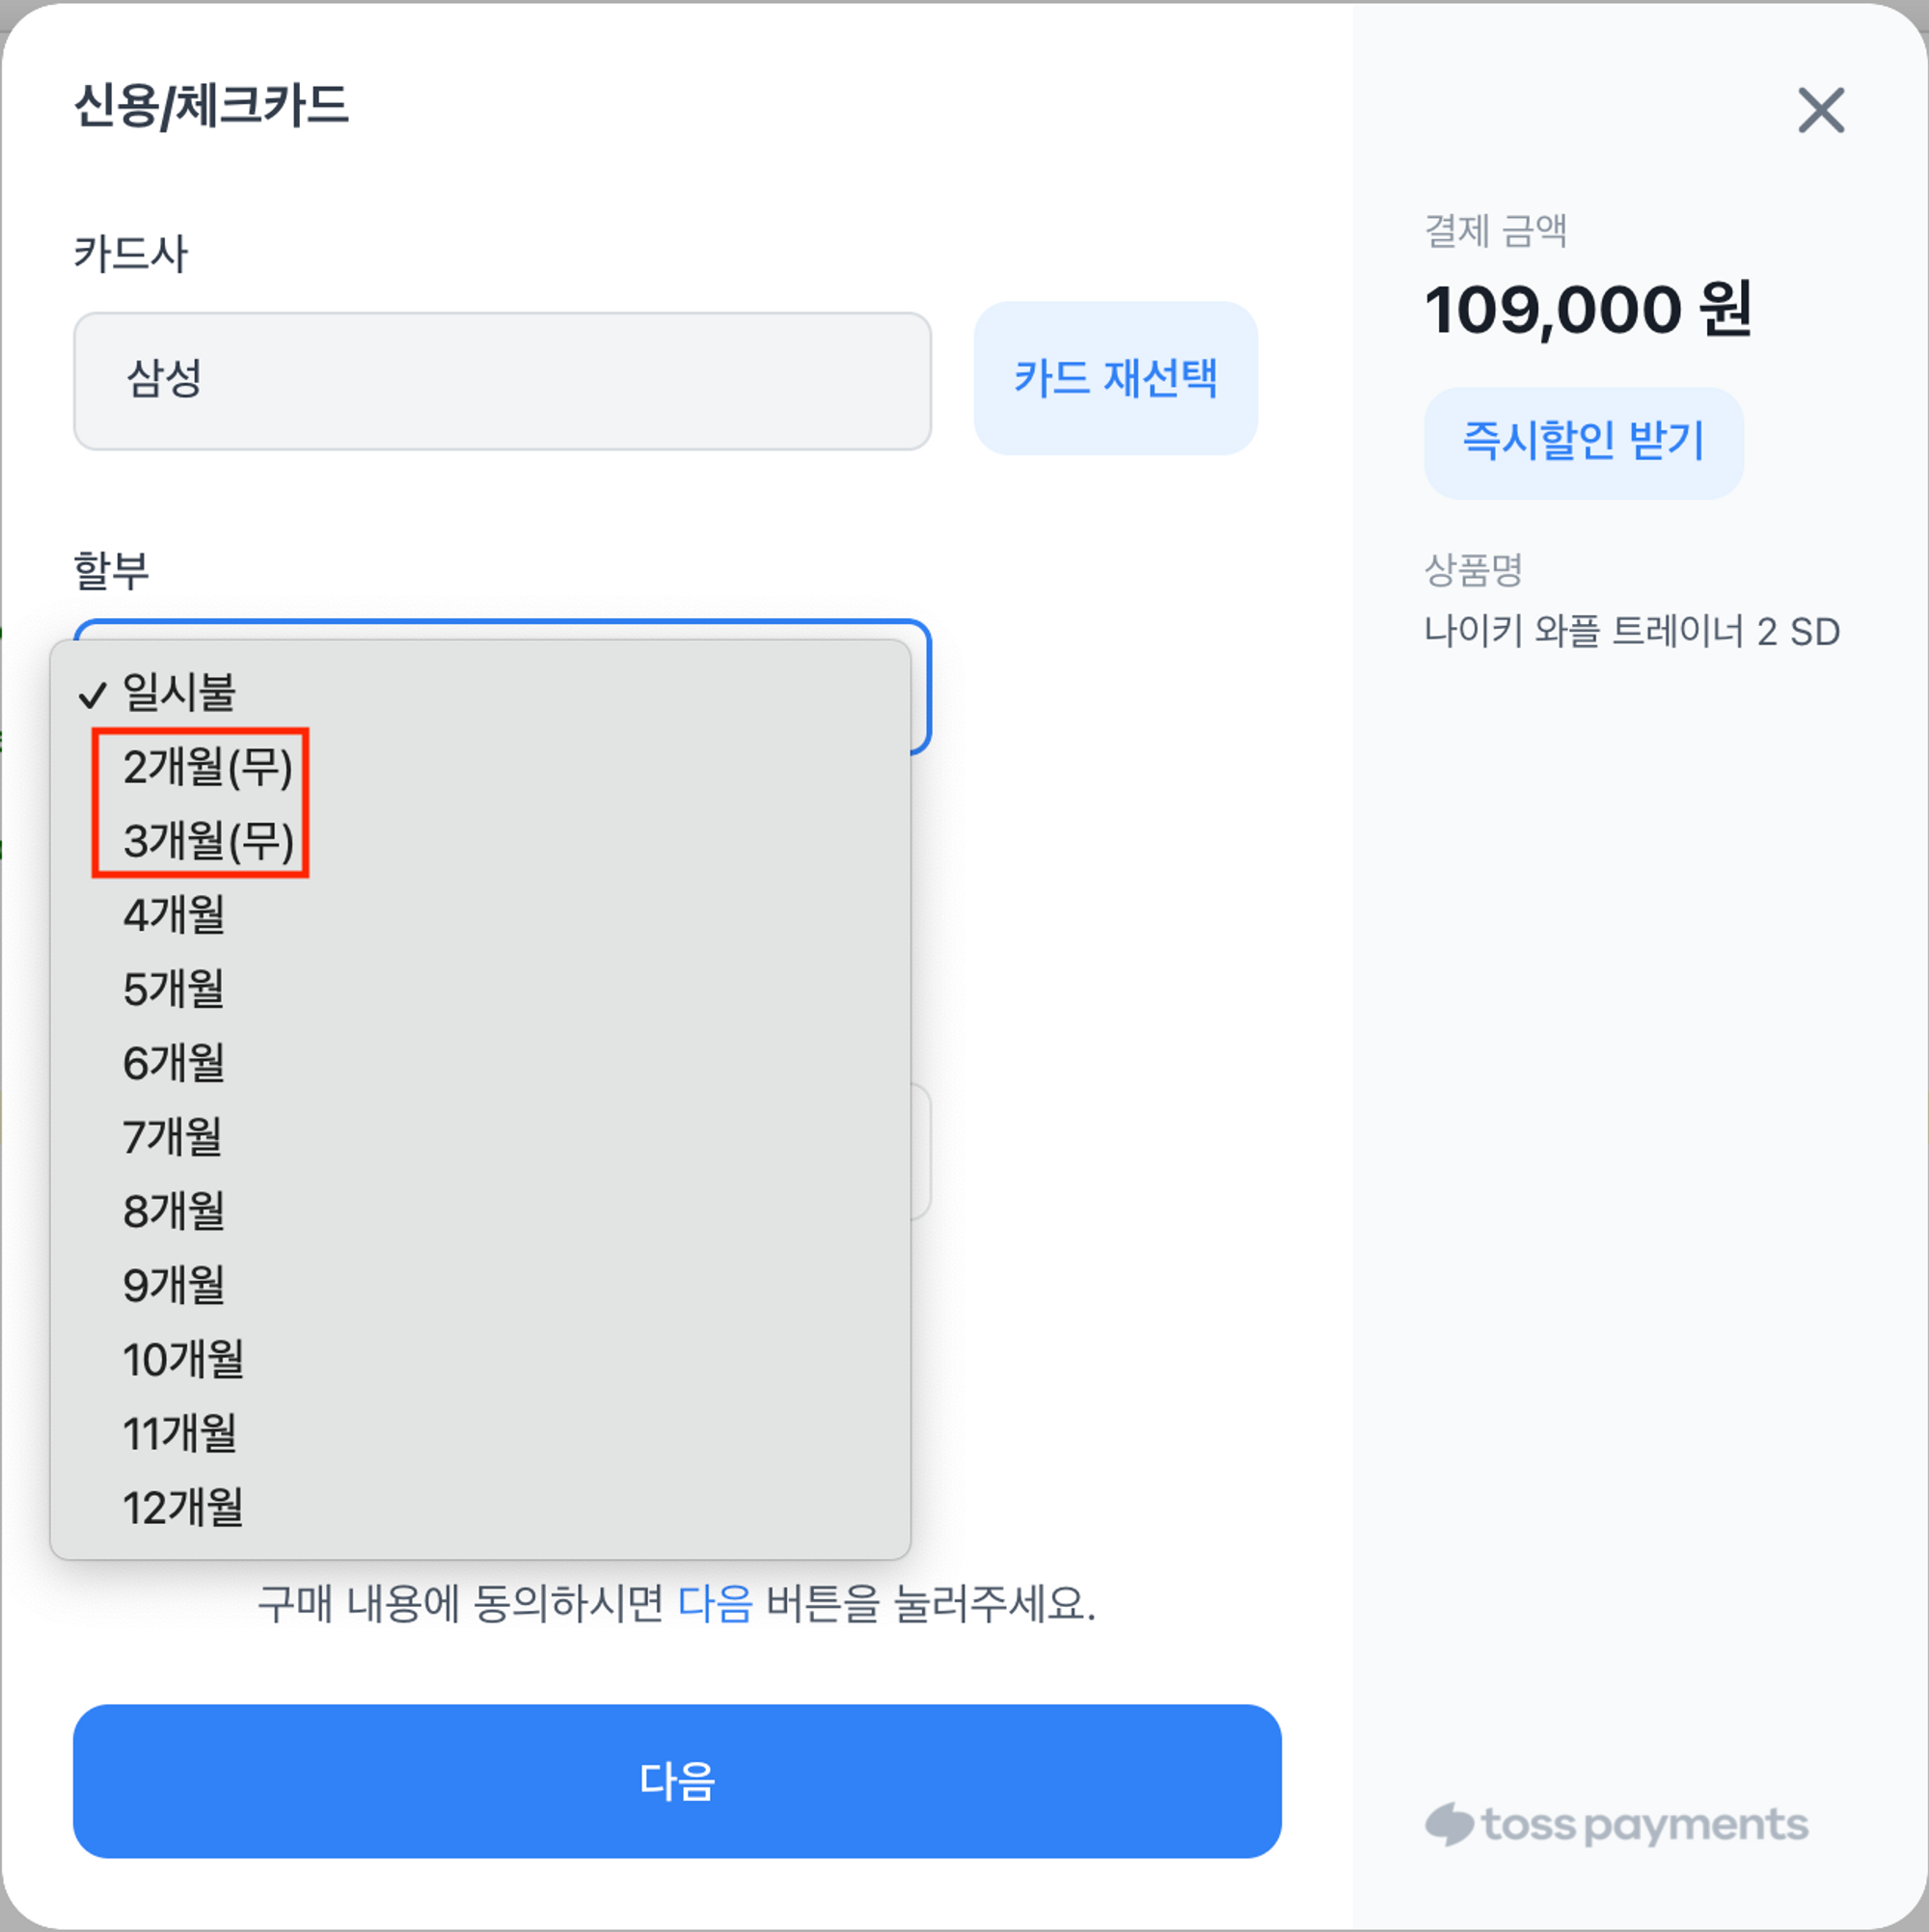 신용/체크카드
카드사
삼성
카드 재선택
할부
일시불
2개월(무)
3개월(무)
4개월
5개월
6개월
7개월
8개월
9개월
10개월
11개월
12개월
구매 내용에 동의하시면 다음 버튼을 눌러주세요.
다음
결제 금액
109,000 원
즉시할인 받기
상품명
나이키 와플 트레이너 2 SD
toss payments